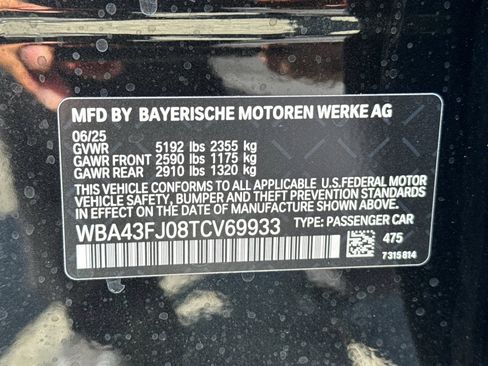 MFD BY BAYERISCHE MOTOREN WERKE AG
06/25
GVWR 5192 lbs 2355 kg
GAWR FRONT 2590 lbs 1175 kg
GAWR REAR 2910 lbs 1320 kg
THIS VEHICLE CONFORMS TO ALL APPLICABLE U.S.FEDERAL MOTOR
VEHICLE SAFETY, BUMPER AND THEFT PREVENTION STANDARDS
IN EFFECT ON THE DATE OF MANUFACTURE SHOWN ABOVE.
WBA43FJ08TCV69933 TYPE: PASSENGER CAR
475
7315814